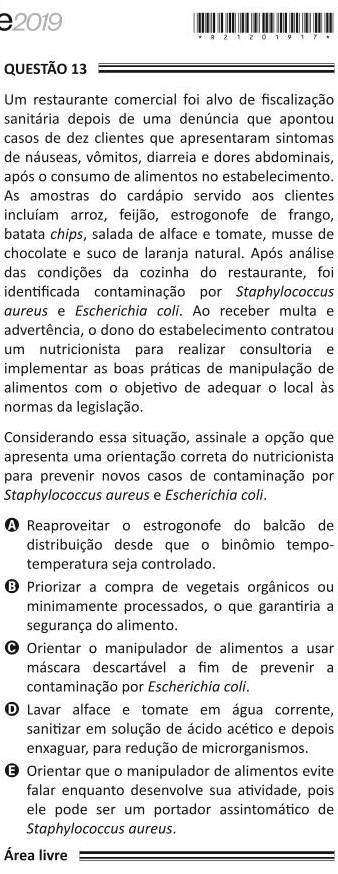 e2019
* R 2 1 2 0 1 9 1 7 *
QUESTÃO 13
Um restaurante comercial foi alvo de fiscalização
sanitária depois de uma denúncia que apontou
casos de dez clientes que apresentaram sintomas
de náuseas, vômitos, diarreia e dores abdominais,
após o consumo de alimentos no estabelecimento.
As amostras do cardápio servido aos clientes
incluíam arroz, feijão, estrogonofe de frango,
batata chips, salada de alface e tomate, musse de
chocolate e suco de laranja natural. Após análise
das condições da cozinha do restaurante, foi
identificada contaminação por Staphylococcus
aureus e Escherichia coli. Ao receber multa e
advertência, o dono do estabelecimento contratou
um nutricionista para realizar consultoria e
implementar as boas práticas de manipulação de
alimentos com o objetivo de adequar o local às
normas da legislação.
Considerando essa situação, assinale a opção que
apresenta uma orientação correta do nutricionista
para prevenir novos casos de contaminação por
Staphylococcus aureus e Escherichia coli.
A Reaproveitar o estrogonofe do balcão de
distribuição desde que o binômio tempo-
temperatura seja controlado.
B Priorizar a compra de vegetais orgânicos ou
minimamente processados, o que garantiria a
segurança do alimento.
C Orientar o manipulador de alimentos a usar
máscara descartável a fim de prevenir a
contaminação por Escherichia coli.
D Lavar alface e tomate em água corrente,
sanitizar em solução de ácido acético e depois
enxaguar, para redução de microrganismos.
E Orientar que o manipulador de alimentos evite
falar enquanto desenvolve sua atividade, pois
ele pode ser um portador assintomático de
Staphylococcus aureus.
Área livre